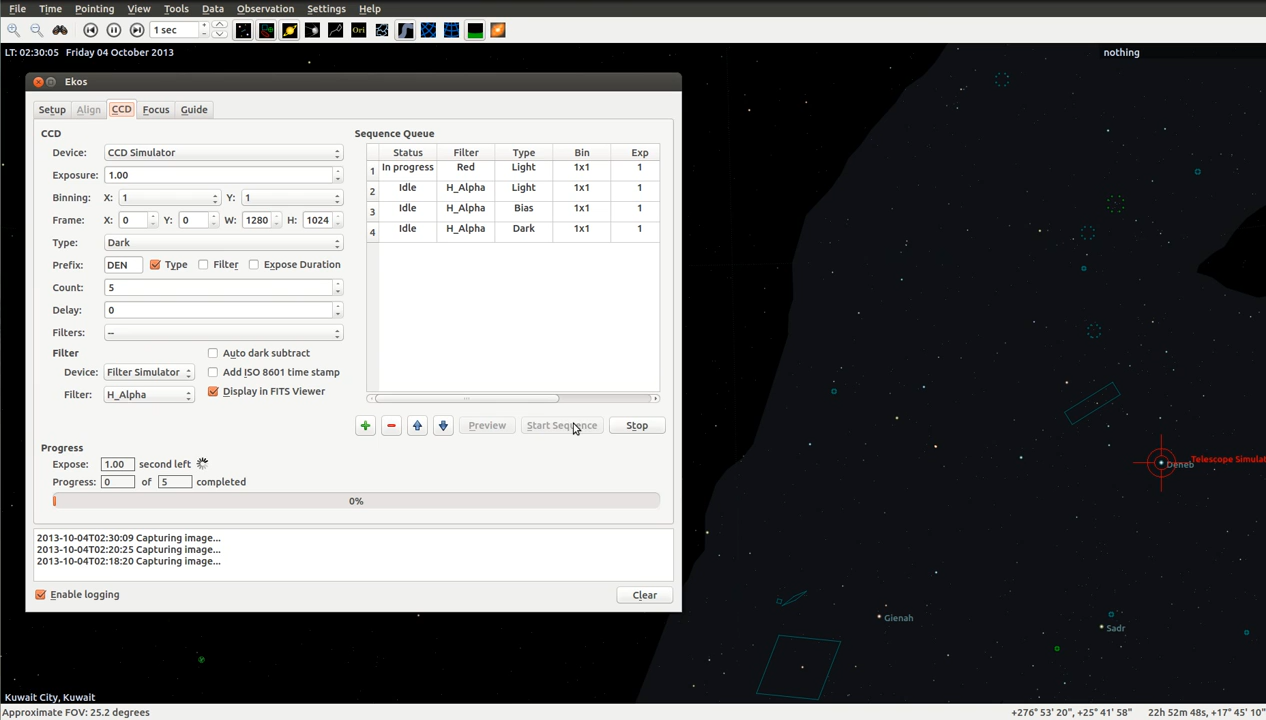 File Time Pointing View Tools Data Observation Settings Help
1 sec Ori
LT: 02:30:05 Friday 04 October 2013
nothing
Ekos
Setup Align CCD Focus Guide
CCD
Device: CCD Simulator
Exposure: 1.00
Binning: X: 1 Y: 1
Frame: X: 0 Y: 0 W: 1280 H: 1024
Type: Dark
Prefix: DEN Type Filter Expose Duration
Count: 5
Delay: 0
Filters: --
Filter
Auto dark subtract
Device: Filter Simulator
Add ISO 8601 time stamp
Filter: H_Alpha
Display in FITS Viewer
Sequence Queue
Status Filter Type Bin Exp
1 In progress Red Light 1x1 1
2 Idle H_Alpha Light 1x1 1
3 Idle H_Alpha Bias 1x1 1
4 Idle H_Alpha Dark 1x1 1
Preview Start Sequence Stop
Progress
Expose: 1.00 second left
Progress: 0 of 5 completed
0%
2013-10-04T02:30:09 Capturing image...
2013-10-04T02:20:25 Capturing image...
2013-10-04T02:18:20 Capturing image...
Enable logging
Clear
Telescope Simulat
Deneb
Gienah
Sadr
Kuwait City, Kuwait
Approximate FOV: 25.2 degrees
+276° 53' 20", +25° 41' 58" 22h 52m 48s, +17° 45' 10"